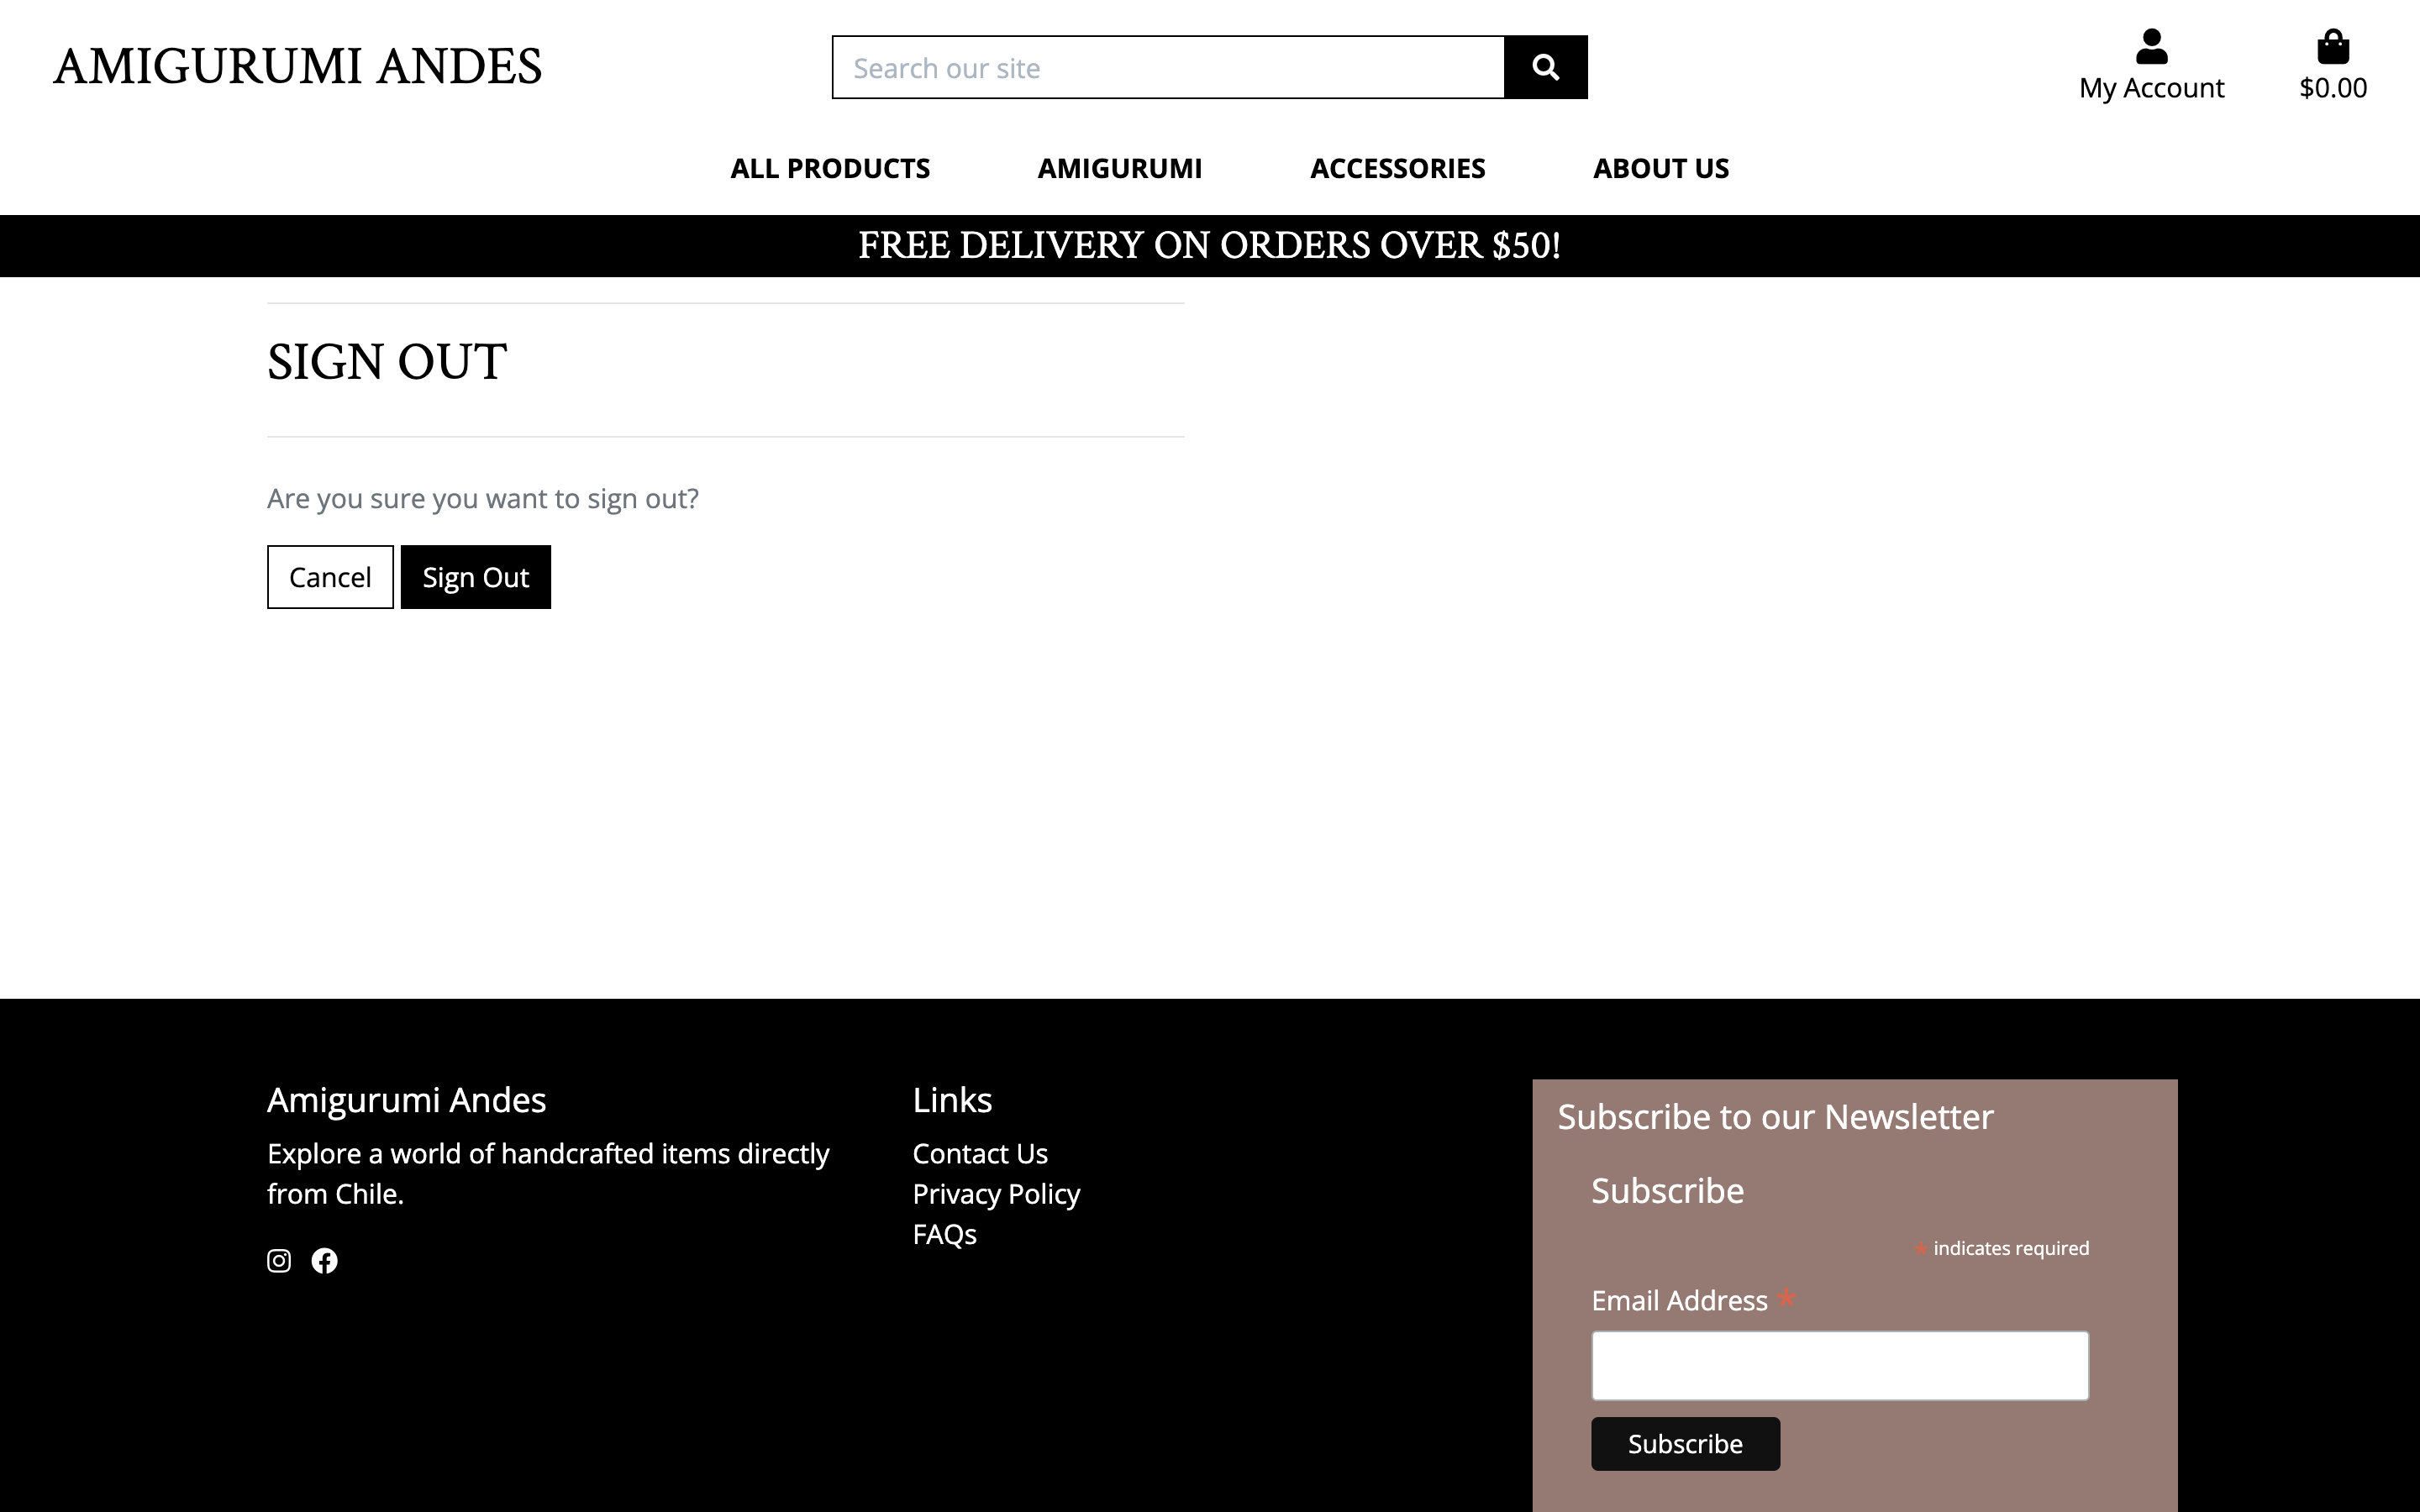 AMIGURUMI ANDES
Search our site
My Account
$0.00
ALL PRODUCTS
AMIGURUMI
ACCESSORIES
ABOUT US
FREE DELIVERY ON ORDERS OVER $50!
SIGN OUT
Are you sure you want to sign out?
Cancel
Sign Out
Amigurumi Andes
Explore a world of handcrafted items directly
from Chile.
Links
Contact Us
Privacy Policy
FAQs
Subscribe to our Newsletter
Subscribe
* indicates required
Email Address *
Subscribe